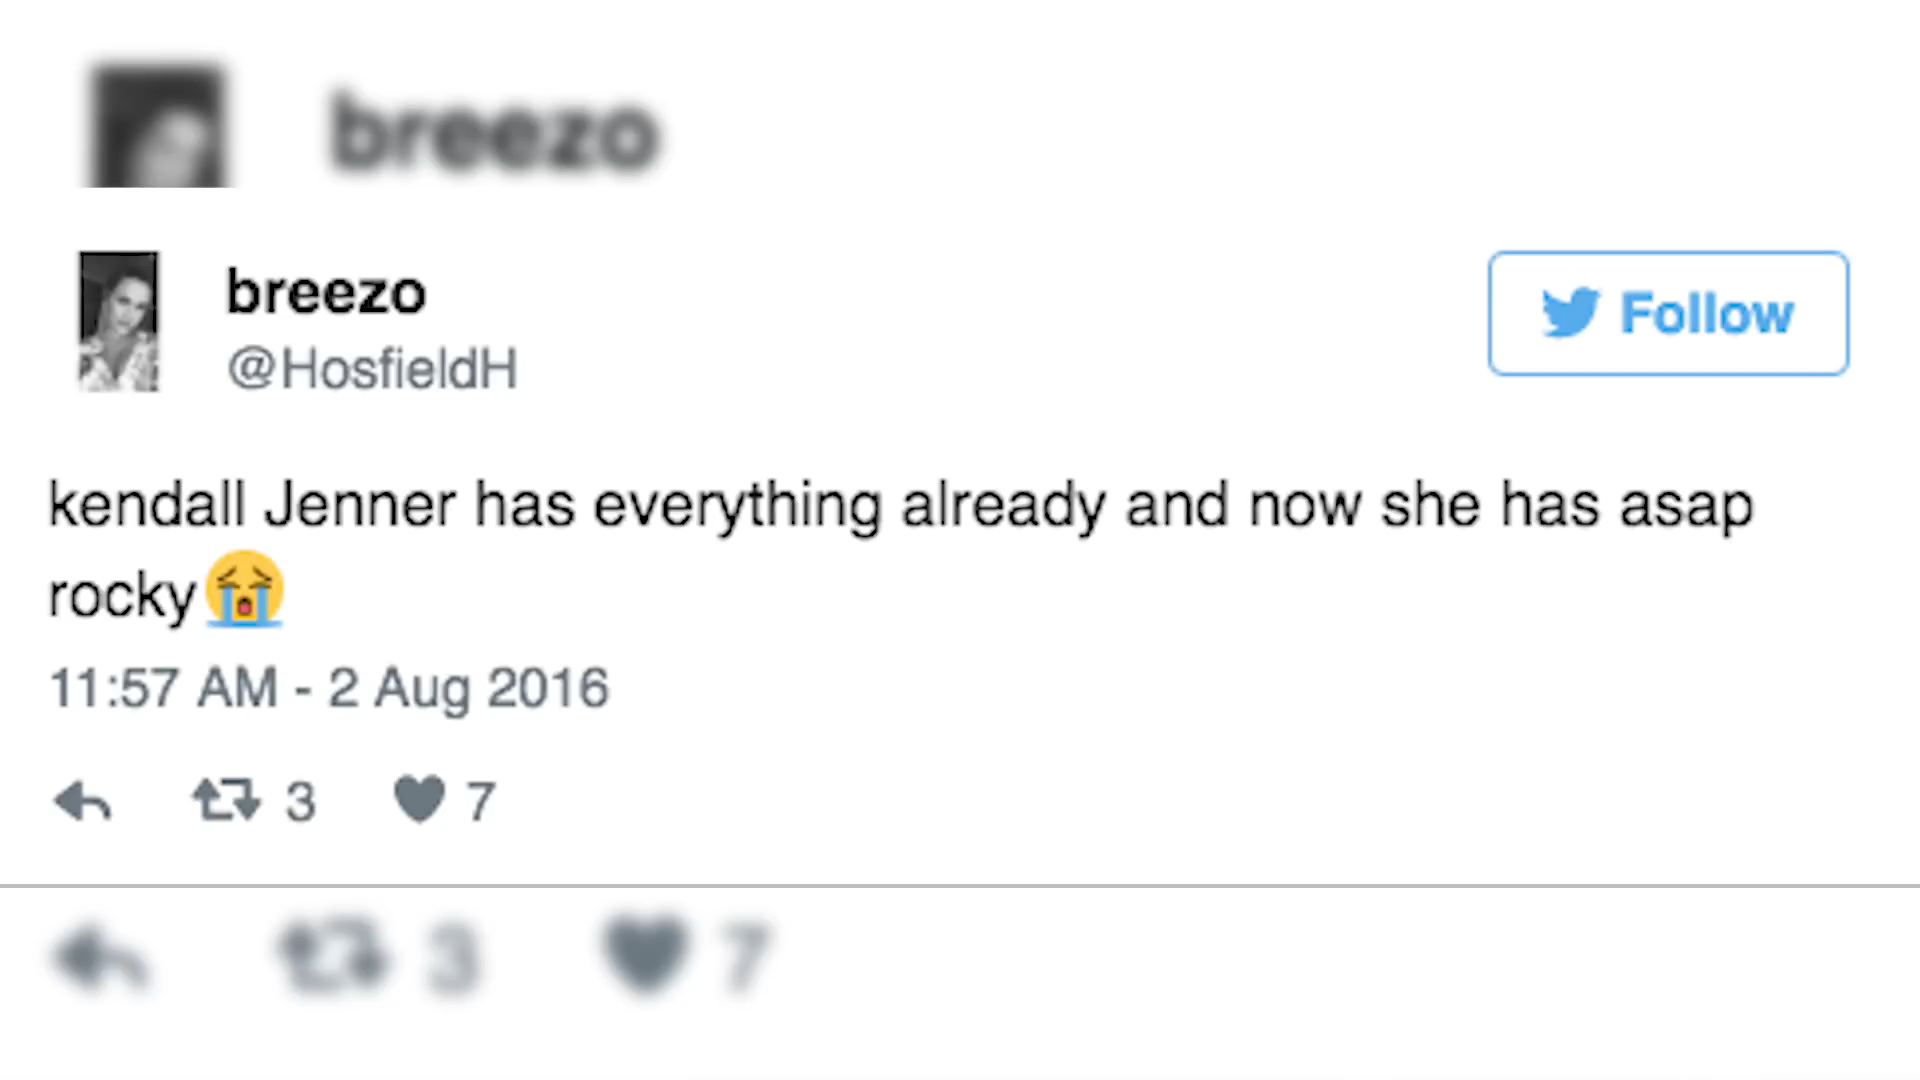 breezo
breezo
@HosfieldH
Follow
kendall Jenner has everything already and now she has asap
rocky😭
11:57 AM - 2 Aug 2016
3 7
3 7